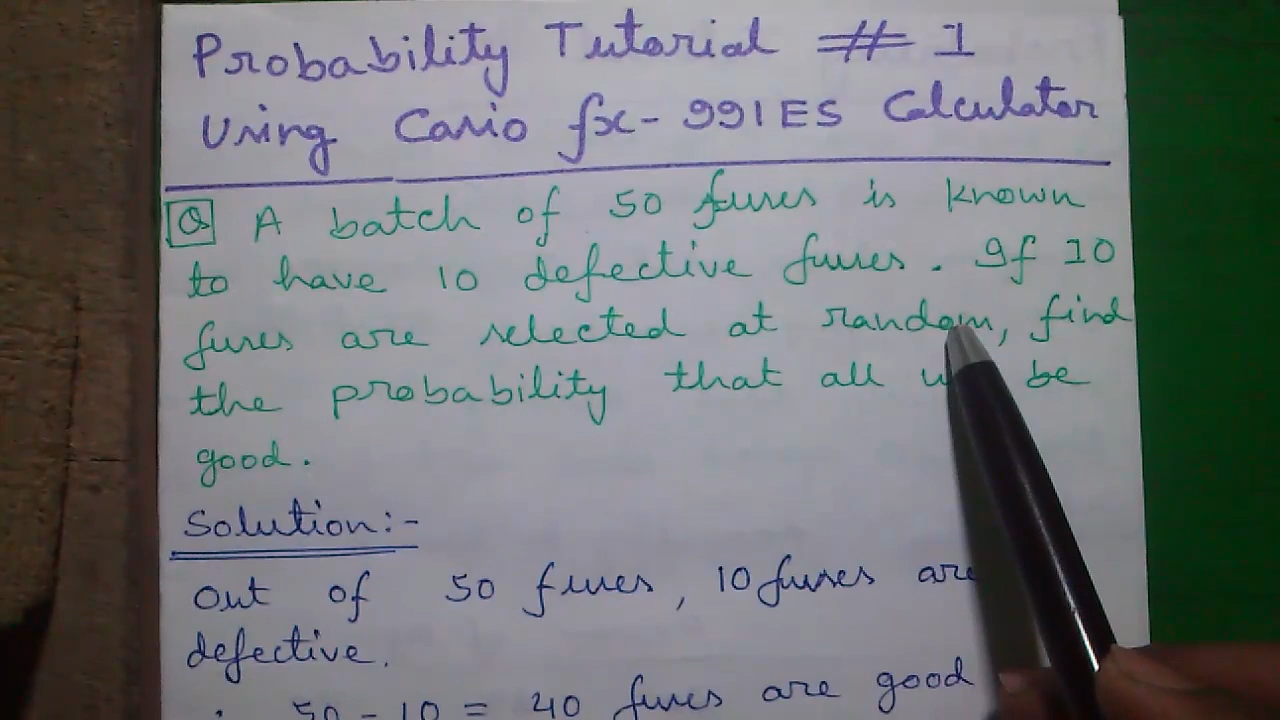 Probability Tutorial # 1
Using Casio fx-991ES Calculator
Q A batch of 50 fuses is known
to have 10 defective fuses. If 10
fuses are selected at random, find
the probability that all be
good.
Solution:-
Out of 50 fuses, 10 fuses are
defective.
∴ 50-10 = 40 fuses are good